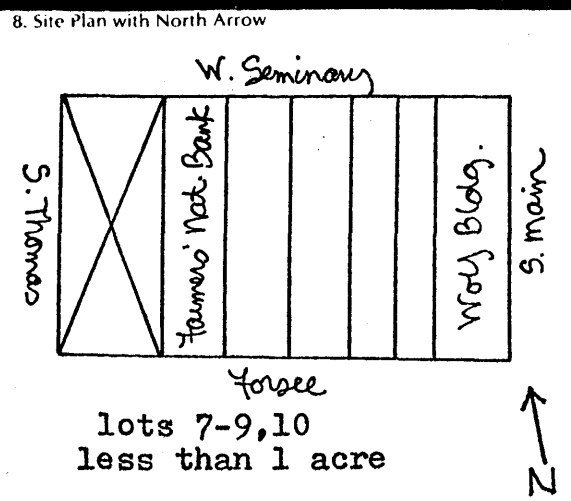 8. Site Plan with North Arrow
W. Seminary
S. Thomas
Farmers' Nat. Bank
Wolf Bldg.
S. Main
Forsee
lots 7-9,10
less than 1 acre
N